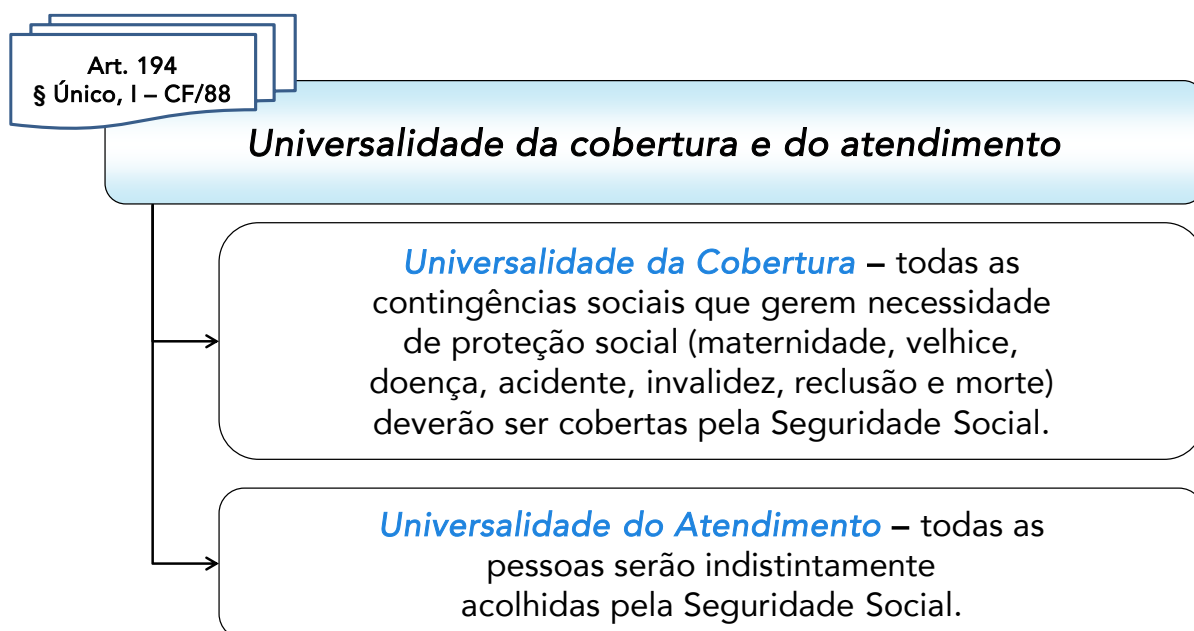 Art. 194
§ Único, I – CF/88
Universalidade da cobertura e do atendimento
Universalidade da Cobertura – todas as
contingências sociais que gerem necessidade
de proteção social (maternidade, velhice,
doença, acidente, invalidez, reclusão e morte)
deverão ser cobertas pela Seguridade Social.
Universalidade do Atendimento – todas as
pessoas serão indistintamente
acolhidas pela Seguridade Social.